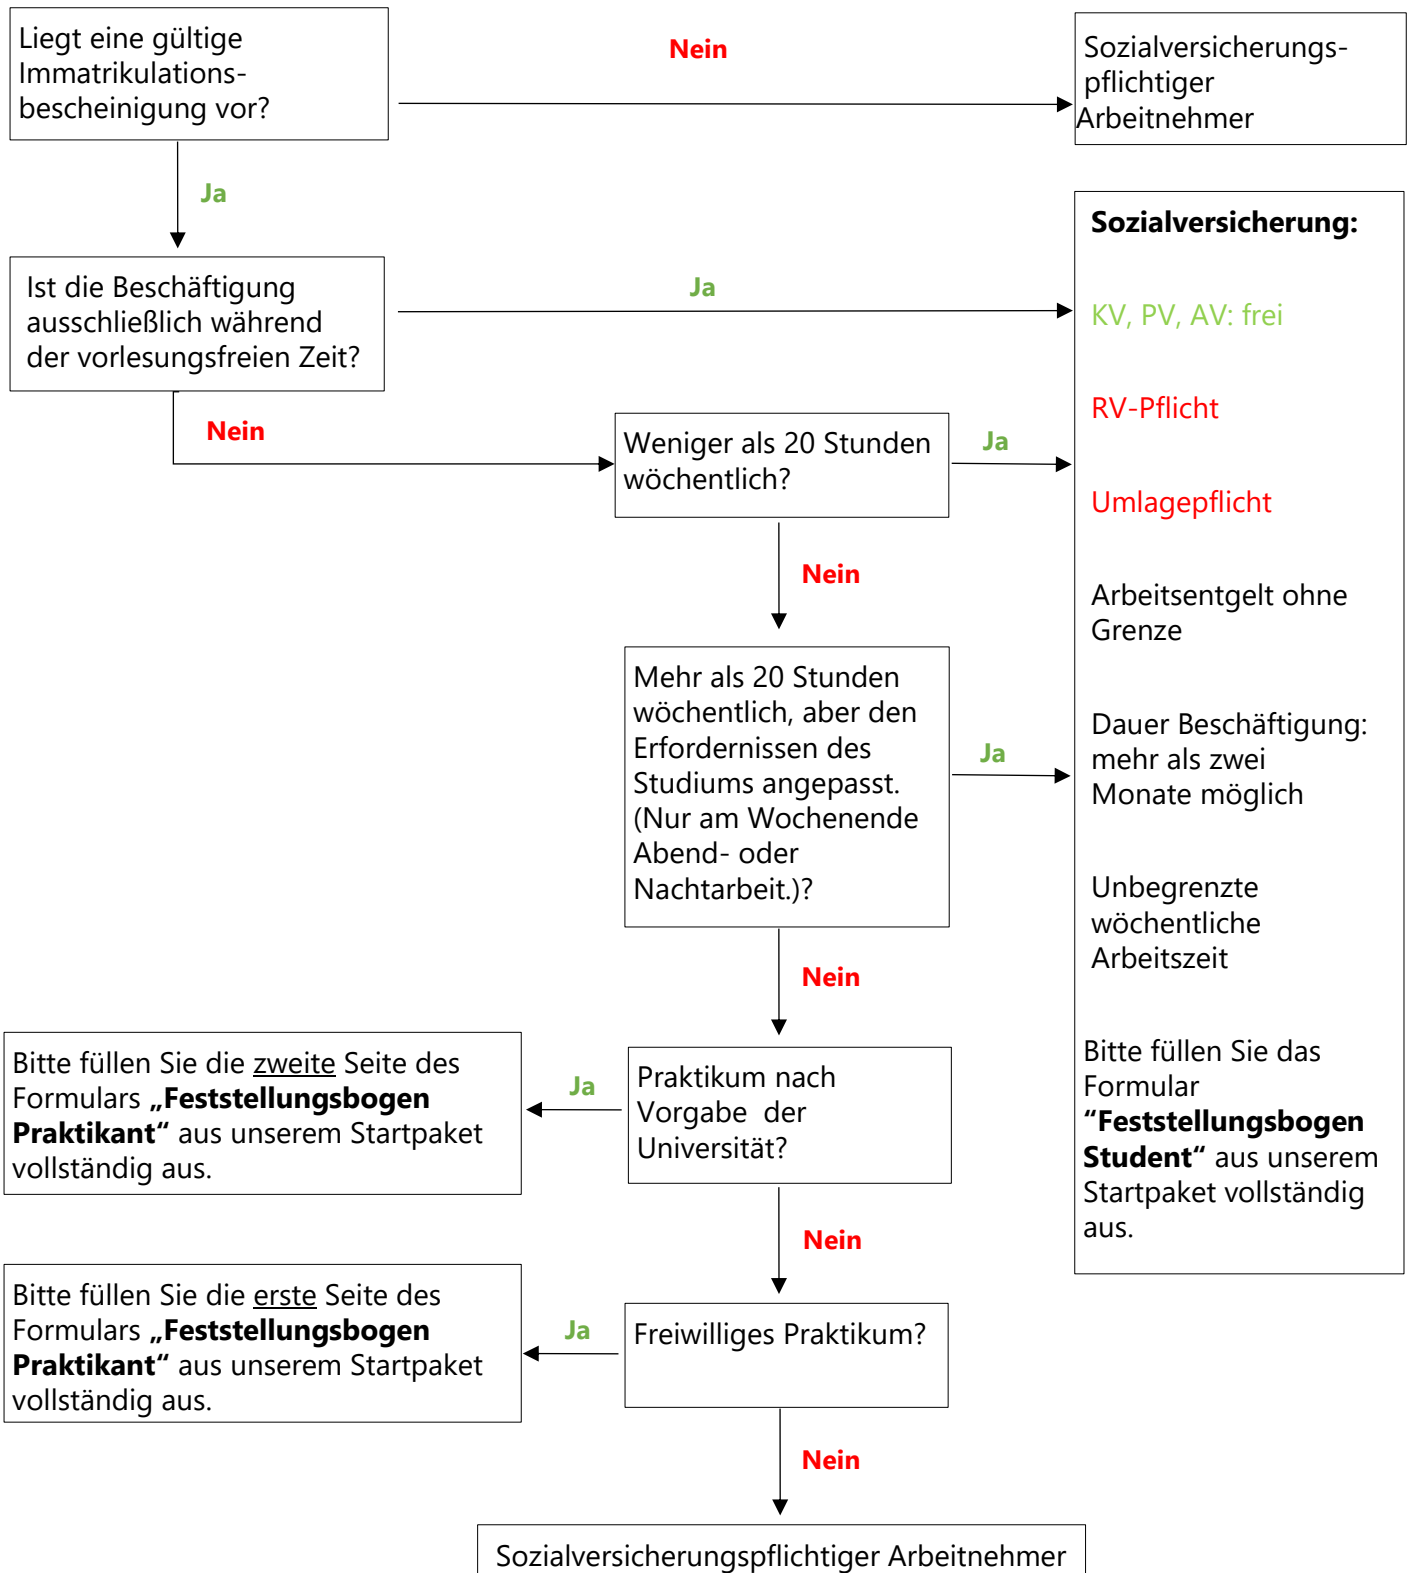 Liegt eine gültige
Immatrikulations-
bescheinigung vor?
Nein
Sozialversicherungs-
pflichtiger
Arbeitnehmer
Ja
Ist die Beschäftigung
ausschließlich während
der vorlesungsfreien Zeit?
Ja
Nein
Weniger als 20 Stunden
wöchentlich?
Ja
Nein
Mehr als 20 Stunden
wöchentlich, aber den
Erfordernissen des
Studiums angepasst.
(Nur am Wochenende
Abend- oder
Nachtarbeit.)?
Ja
Nein
Sozialversicherung:
KV, PV, AV: frei
RV-Pflicht
Umlagepflicht
Arbeitsentgelt ohne
Grenze
Dauer Beschäftigung:
mehr als zwei
Monate möglich
Unbegrenzte
wöchentliche
Arbeitszeit
Bitte füllen Sie das
Formular
“Feststellungsbogen
Student“ aus unserem
Startpaket vollständig
aus.
Praktikum nach
Vorgabe der
Universität?
Ja
Bitte füllen Sie die zweite Seite des
Formulars „Feststellungsbogen
Praktikant“ aus unserem Startpaket
vollständig aus.
Nein
Freiwilliges Praktikum?
Ja
Bitte füllen Sie die erste Seite des
Formulars „Feststellungsbogen
Praktikant“ aus unserem Startpaket
vollständig aus.
Nein
Sozialversicherungspflichtiger Arbeitnehmer